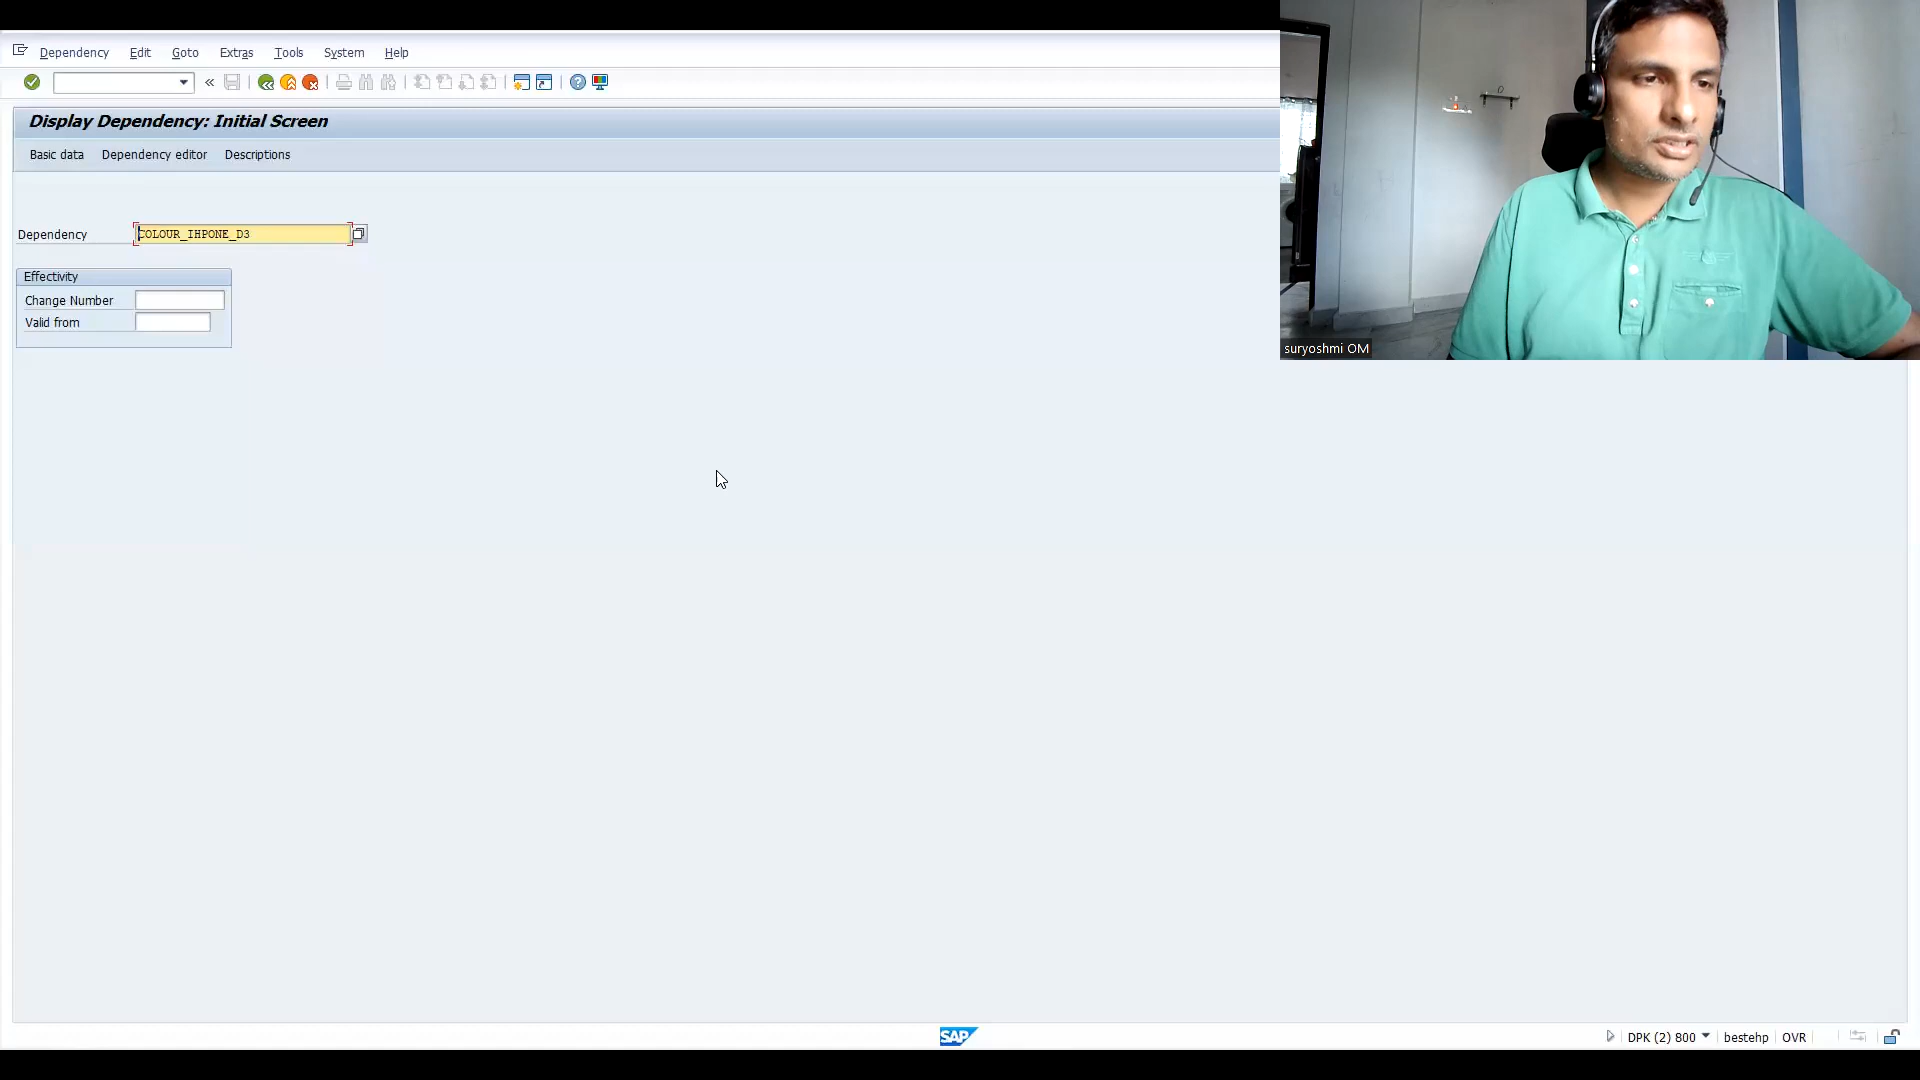 Dependency Edit Goto Extras Tools System Help
Display Dependency: Initial Screen
Basic data Dependency editor Descriptions
Dependency COLOUR_IHPONE_D3
Effectivity
Change Number
Valid from
suryoshmi OM
SAP
DPK (2) 800 bestehp OVR